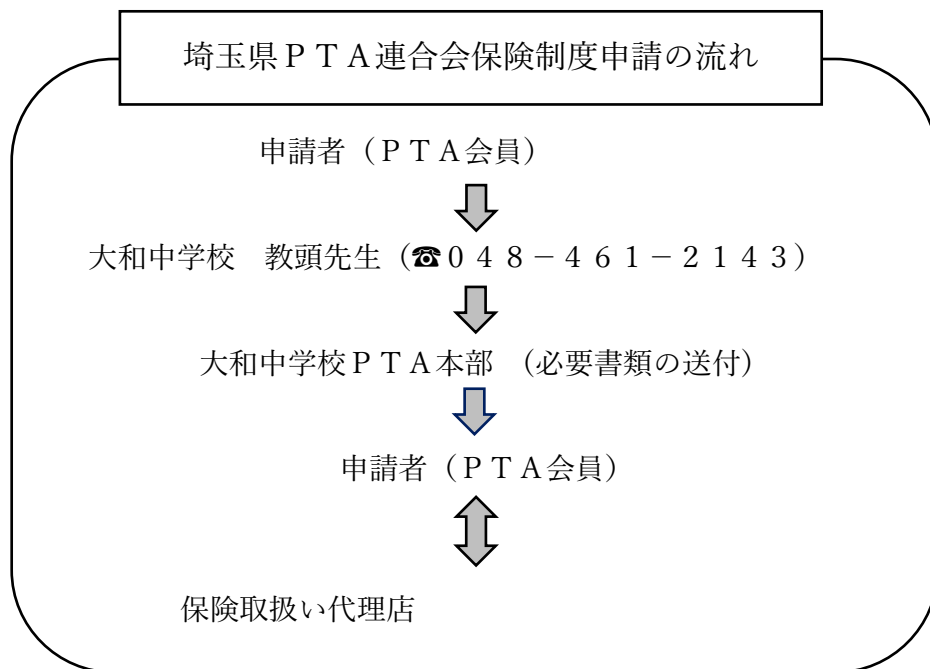 埼玉県ＰＴＡ連合会保険制度申請の流れ
申請者（ＰＴＡ会員）
大和中学校　教頭先生（☎０４８－４６１－２１４３）
大和中学校ＰＴＡ本部　（必要書類の送付）
申請者（ＰＴＡ会員）
保険取扱い代理店